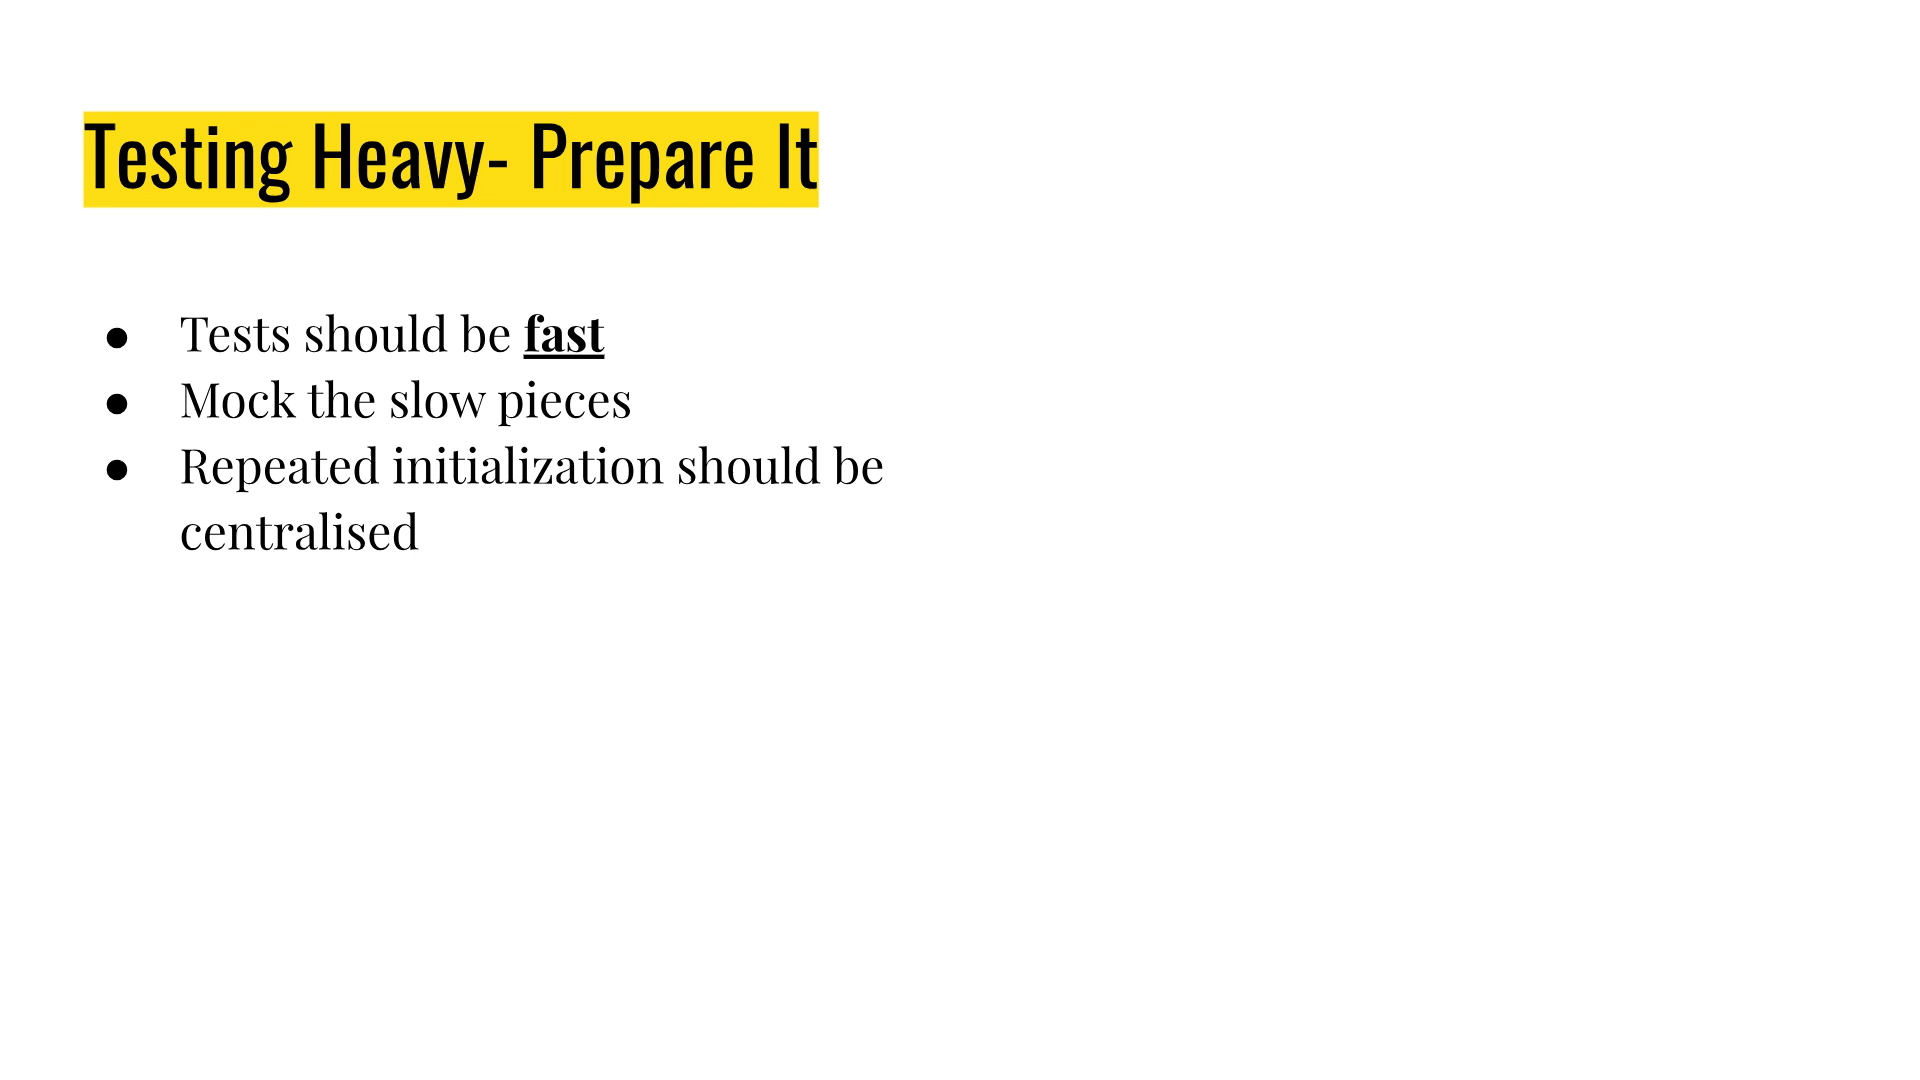 Testing Heavy- Prepare It
● Tests should be fast
● Mock the slow pieces
● Repeated initialization should be
centralised